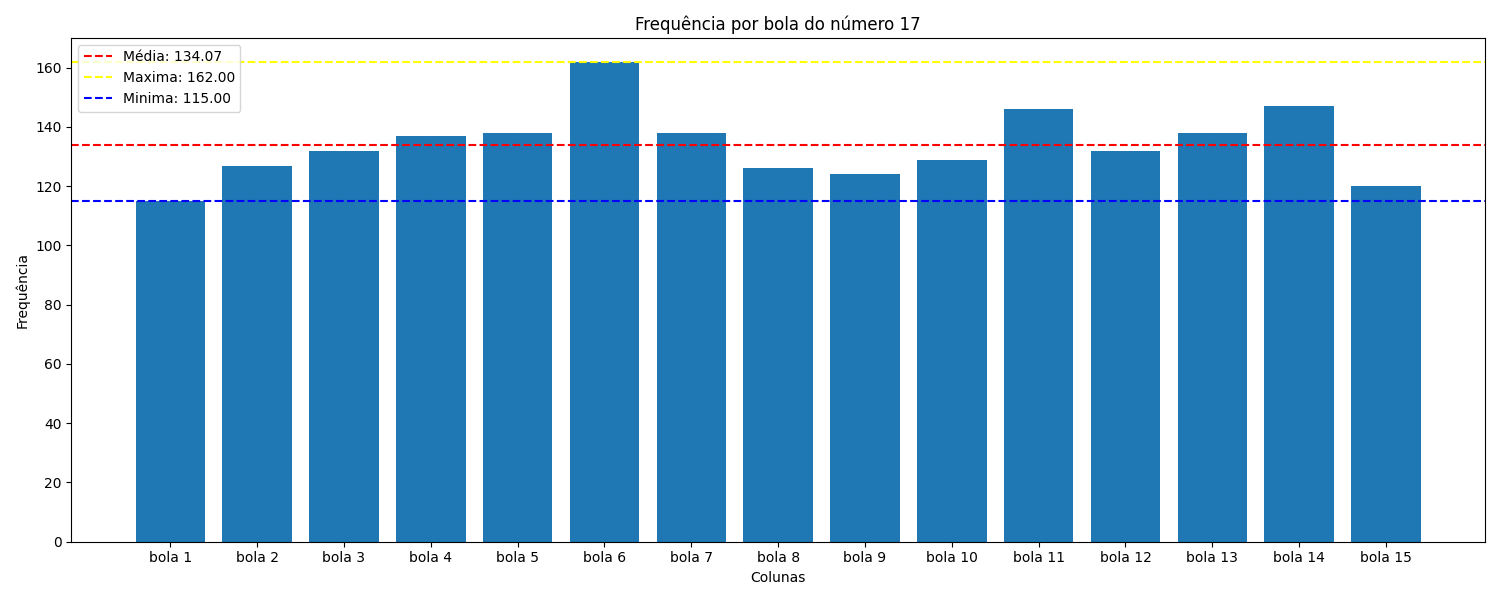 Frequência por bola do número 17
Média: 134.07
Maxima: 162.00
Minima: 115.00
Frequência
160
140
120
100
80
60
40
20
0
bola 1 bola 2 bola 3 bola 4 bola 5 bola 6 bola 7 bola 8 bola 9 bola 10 bola 11 bola 12 bola 13 bola 14 bola 15
Colunas